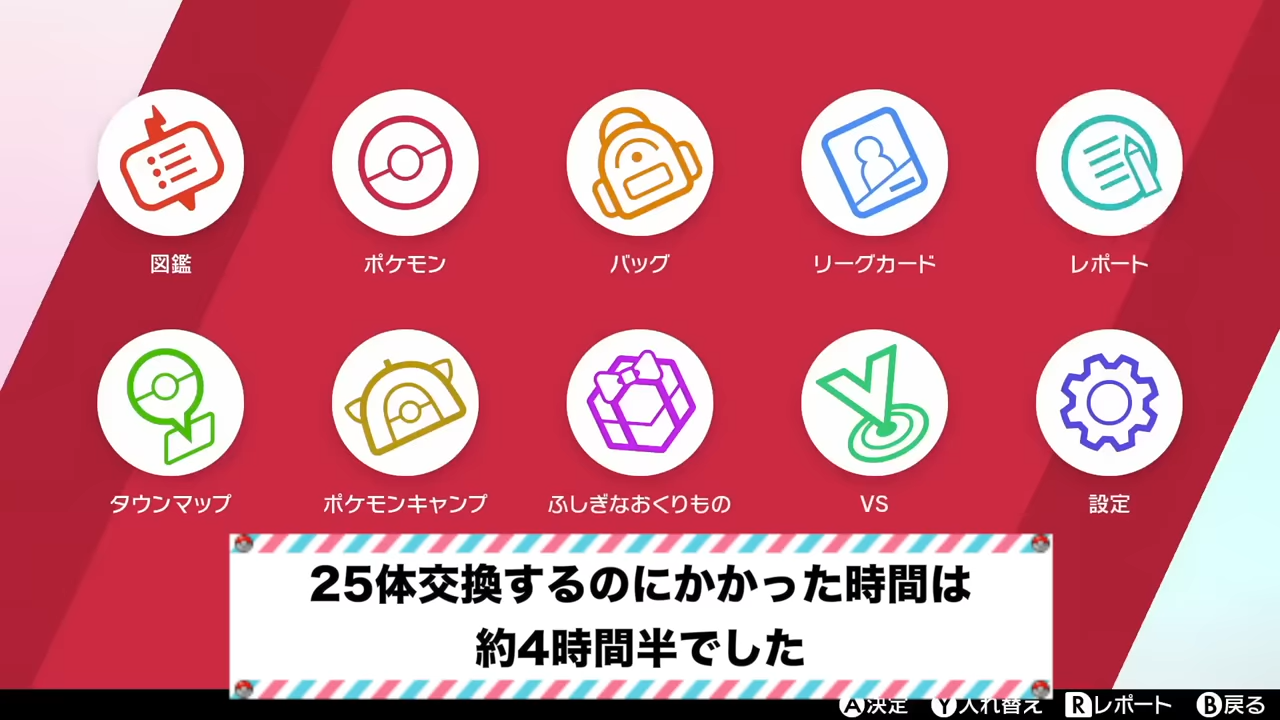 図鑑
ポケモン
バッグ
リーグカード
レポート
タウンマップ
ポケモンキャンプ
ふしぎなおくりもの
VS
設定
25体交換するのにかかった時間は
約4時間半でした
A決定 Y入れ替え Rレポート B戻る